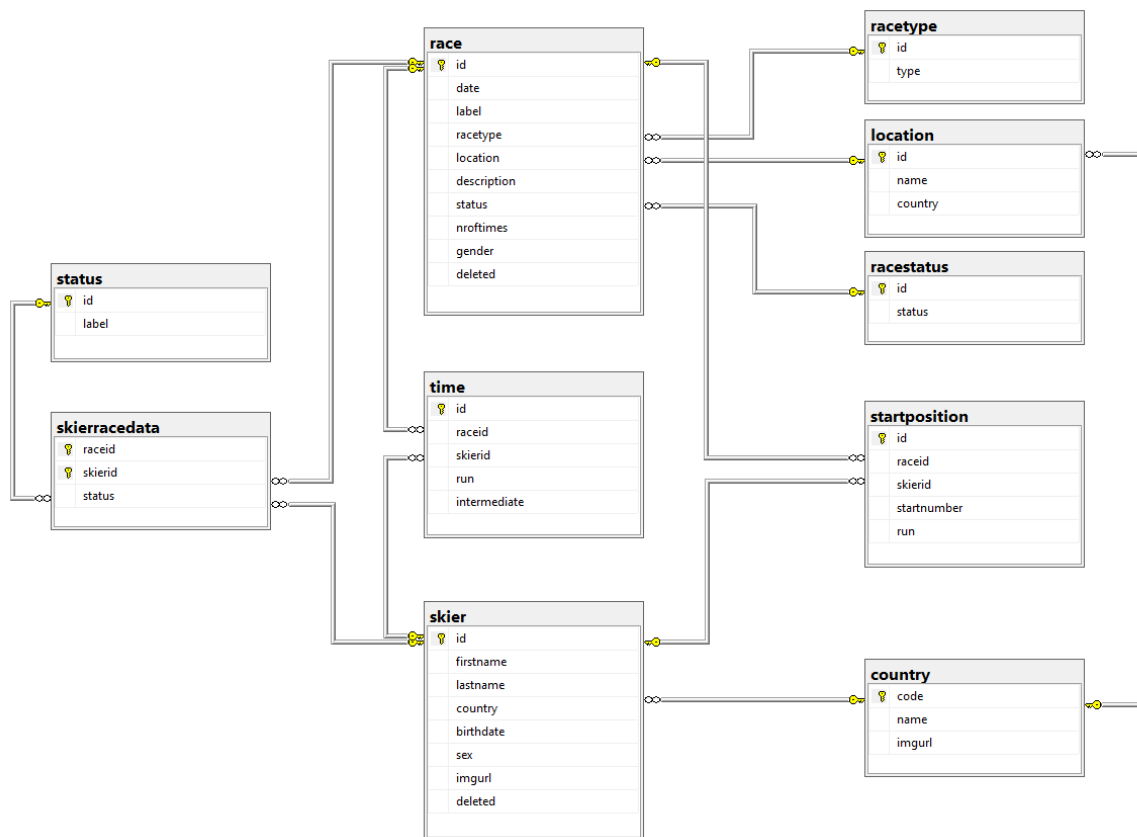 race
id
date
label
racetype
location
description
status
nroftimes
gender
deleted
racetype
id
type
location
id
name
country
racestatus
id
status
status
id
label
skierracedata
raceid
skierid
status
time
id
raceid
skierid
run
intermediate
startposition
id
raceid
skierid
startnumber
run
skier
id
firstname
lastname
country
birthdate
sex
imgurl
deleted
country
code
name
imgurl